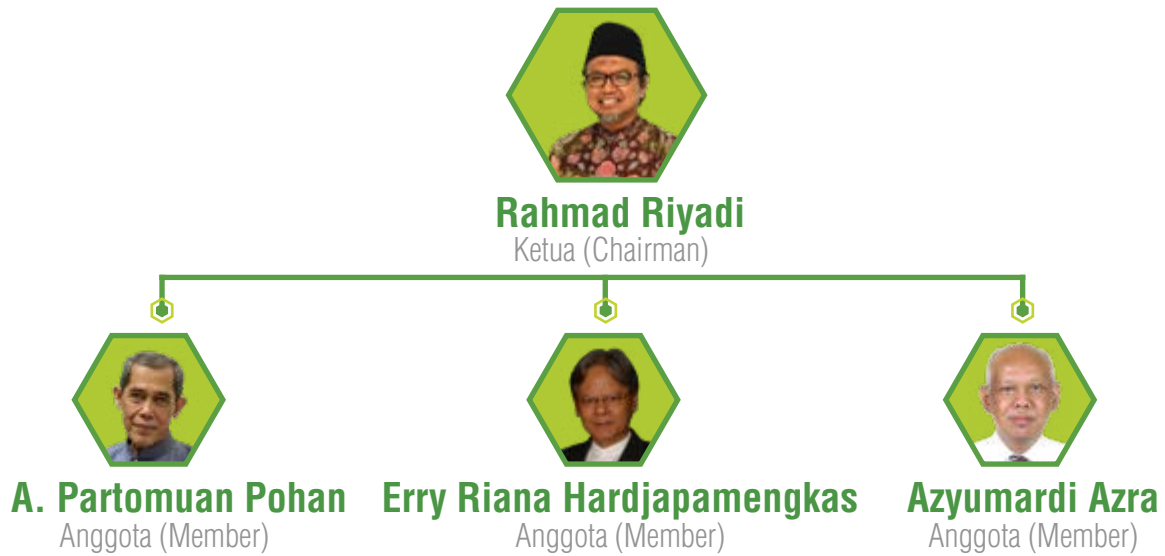 Rahmad Riyadi
Ketua (Chairman)
A. Partomuan Pohan
Anggota (Member)
Erry Riana Hardjapamengkas
Anggota (Member)
Azyumardi Azra
Anggota (Member)